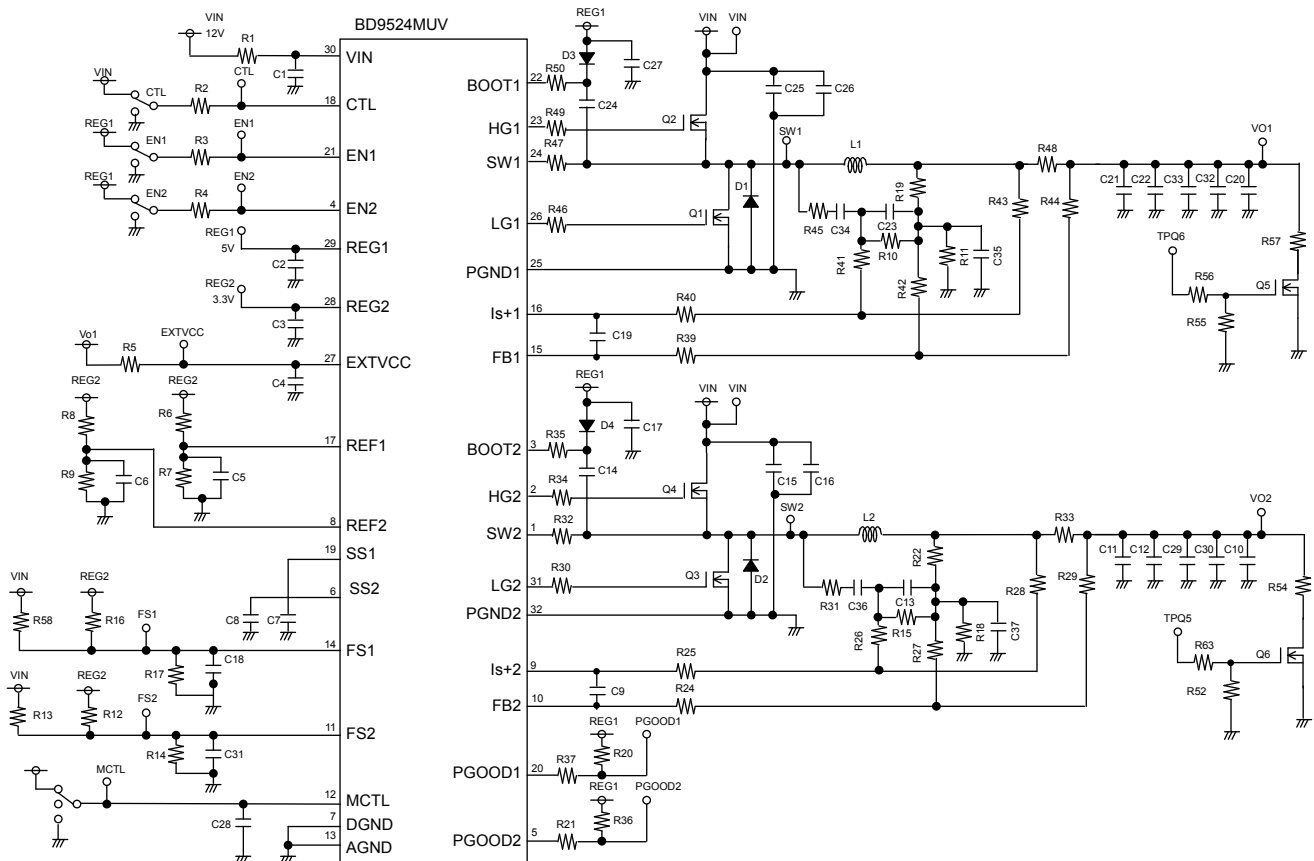 BD9524MUV
VIN
12V
R1
C1
30
VIN
VIN
CTL
R2
CTL
18
CTL
REG1
EN1
R3
EN1
21
EN1
REG1
EN2
R4
EN2
4
EN2
REG1
5V
C2
29
REG1
REG2
3.3V
C3
28
REG2
Vo1
R5
EXTVCC
C4
27
EXTVCC
REG2
R8
R9
C6
REG2
R6
R7
C5
17
REF1
8
REF2
19
SS1
6
SS2
C8
C7
VIN
R58
REG2
R16
FS1
R17
C18
14
FS1
VIN
R13
REG2
R12
FS2
R14
C31
11
FS2
MCTL
C28
12
MCTL
7
DGND
13
AGND
REG1
D3
C27
BOOT1
22
R50
C24
VIN
VIN
C25
C26
HG1
23
R49
Q2
SW1
24
R47
SW1
L1
R48
VO1
LG1
26
R46
Q1
D1
R45
C34
C23
R10
R19
R41
R42
R11
C35
R43
R44
C21
C22
C33
C32
C20
R57
TPQ6
R56
R55
Q5
PGND1
25
Is+1
16
R40
C19
FB1
15
R39
REG1
D4
C17
BOOT2
3
R35
C14
VIN
VIN
C15
C16
HG2
2
R34
Q4
SW2
1
R32
SW2
L2
R33
VO2
LG2
31
R30
Q3
D2
R31
C36
C13
R15
R22
R26
R27
R18
C37
R28
R29
C11
C12
C29
C30
C10
R54
TPQ5
R63
R52
Q6
PGND2
32
Is+2
9
R25
C9
FB2
10
R24
REG1
PGOOD1
R20
PGOOD1
20
R37
REG1
PGOOD2
R36
PGOOD2
5
R21